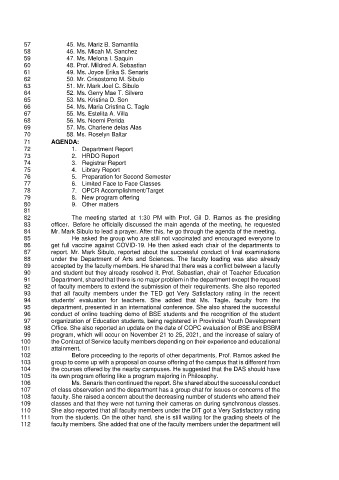 57 45. Ms. Mariz B. Samantila
58 46. Ms. Micah M. Sanchez
59 47. Ms. Melona I. Saquin
60 48. Prof. Mildred A. Sebastian
61 49. Ms. Joyce Erika S. Senaris
62 50. Mr. Crisostomo M. Sibulo
63 51. Mr. Mark Joel C. Sibulo
64 52. Ms. Gerry Mae T. Silvero
65 53. Ms. Kristina D. Son
66 54. Ms. Maria Cristina C. Tagle
67 55. Ms. Estelita A. Villa
68 56. Ms. Noemi Perida
69 57. Ms. Charlene delas Alas
70 58. Ms. Roselyn Baltar
71 AGENDA:
72 1. Department Report
73 2. HRDO Report
74 3. Registrar Report
75 4. Library Report
76 5. Preparation for Second Semester
77 6. Limited Face to Face Classes
78 7. OPCR Accomplishment/Target
79 8. New program offering
80 9. Other matters
81
82 The meeting started at 1:30 PM with Prof. Gil D. Ramos as the presiding
83 officer. Before he officially discussed the main agenda of the meeting, he requested
84 Mr. Mark Sibulo to lead a prayer. After this, he go through the agenda of the meeting.
85 He asked the group who are still not vaccinated and encouraged everyone to
86 get full vaccine against COVID-19. He then asked each chair of the departments to
87 report. Mr. Mark Sibulo reported about the successful conduct of final examinations
88 under the Department of Arts and Sciences. The faculty loading was also already
89 accepted by the faculty members. He shared that there was a conflict between a faculty
90 and student but they already resolved it. Prof. Sebastian, chair of Teacher Education
91 Department, shared that there is no major problem in the department except the request
92 of faculty members to extend the submission of their requirements. She also reported
93 that all faculty members under the TED got Very Satisfactory rating in the recent
94 students' evaluation for teachers. She added that Ms. Tagle, faculty from the
95 department, presented in an international conference. She also shared the successful
96 conduct of online teaching demo of BSE students and the recognition of the student
97 organization of Education students, being registered in Provincial Youth Development
98 Office. She also reported an update on the date of COPC evaluation of BSE and BSBM
99 program, which will occur on November 21 to 25, 2021, and the increase of salary of
100 the Contract of Service faculty members depending on their experience and educational
101 attainment.
102 Before proceeding to the reports of other departments, Prof. Ramos asked the
103 group to come up with a proposal on course offering of the campus that is different from
104 the courses offered by the nearby campuses. He suggested that the DAS should have
105 its own program offering like a program majoring in Philosophy.
106 Ms. Senaris then continued the report. She shared about the successful conduct
107 of class observation and the department has a group chat for issues or concerns of the
108 faculty. She raised a concern about the decreasing number of students who attend their
109 classes and that they were not turning their cameras on during synchronous classes.
110 She also reported that all faculty members under the DIT got a Very Satisfactory rating
111 from the students. On the other hand, she is still waiting for the grading sheets of the
112 faculty members. She added that one of the faculty members under the department will